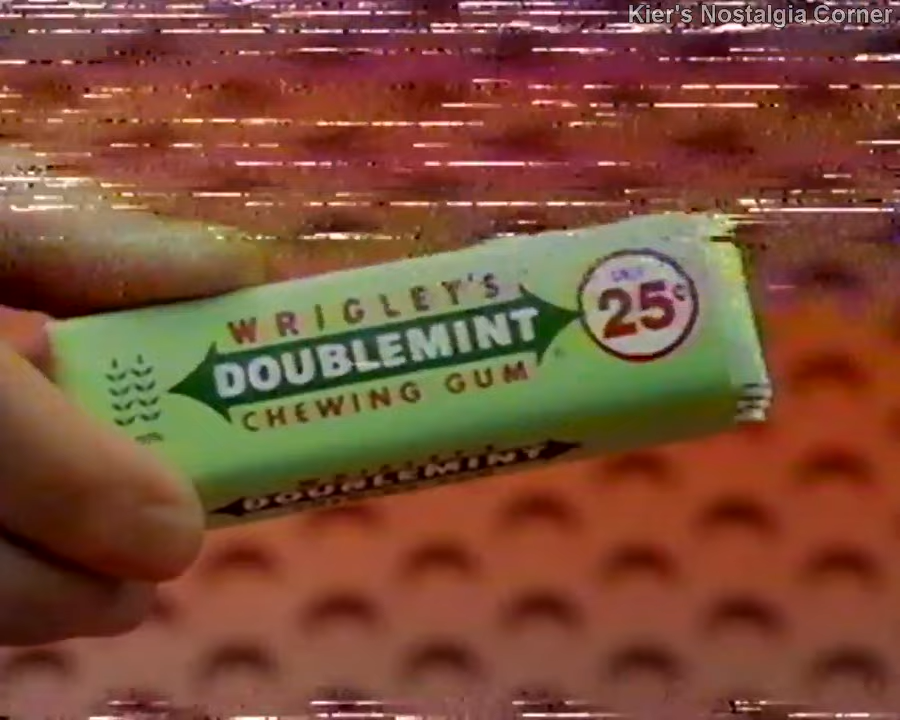 Kier's Nostalgia Corner
WRIGLEY'S
DOUBLEMINT
CHEWING GUM
ONLY
25¢
DOUBLEMINT